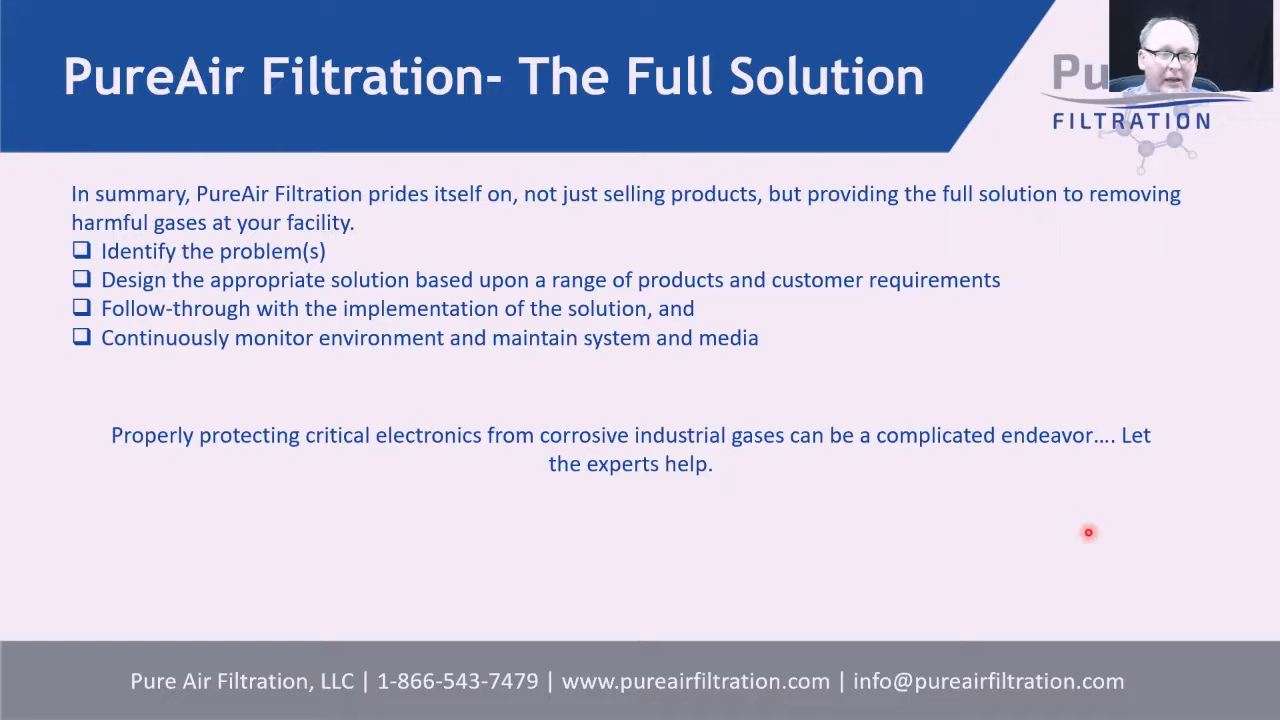 PureAir Filtration- The Full Solution
Pu
FILTRATION
In summary, PureAir Filtration prides itself on, not just selling products, but providing the full solution to removing
harmful gases at your facility.
Identify the problem(s)
Design the appropriate solution based upon a range of products and customer requirements
Follow-through with the implementation of the solution, and
Continuously monitor environment and maintain system and media
Properly protecting critical electronics from corrosive industrial gases can be a complicated endeavor…. Let
the experts help.
Pure Air Filtration, LLC | 1-866-543-7479 | www.pureairfiltration.com | info@pureairfiltration.com